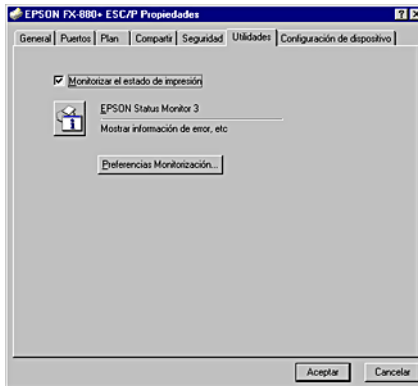 EPSON FX-880+ ESC/P Propiedades
General Puertos Plan Compartir Seguridad Utilidades Configuración de dispositivo
Monitorizar el estado de impresión
EPSON Status Monitor 3
Mostrar información de error, etc
Preferencias Monitorización...
Aceptar Cancelar